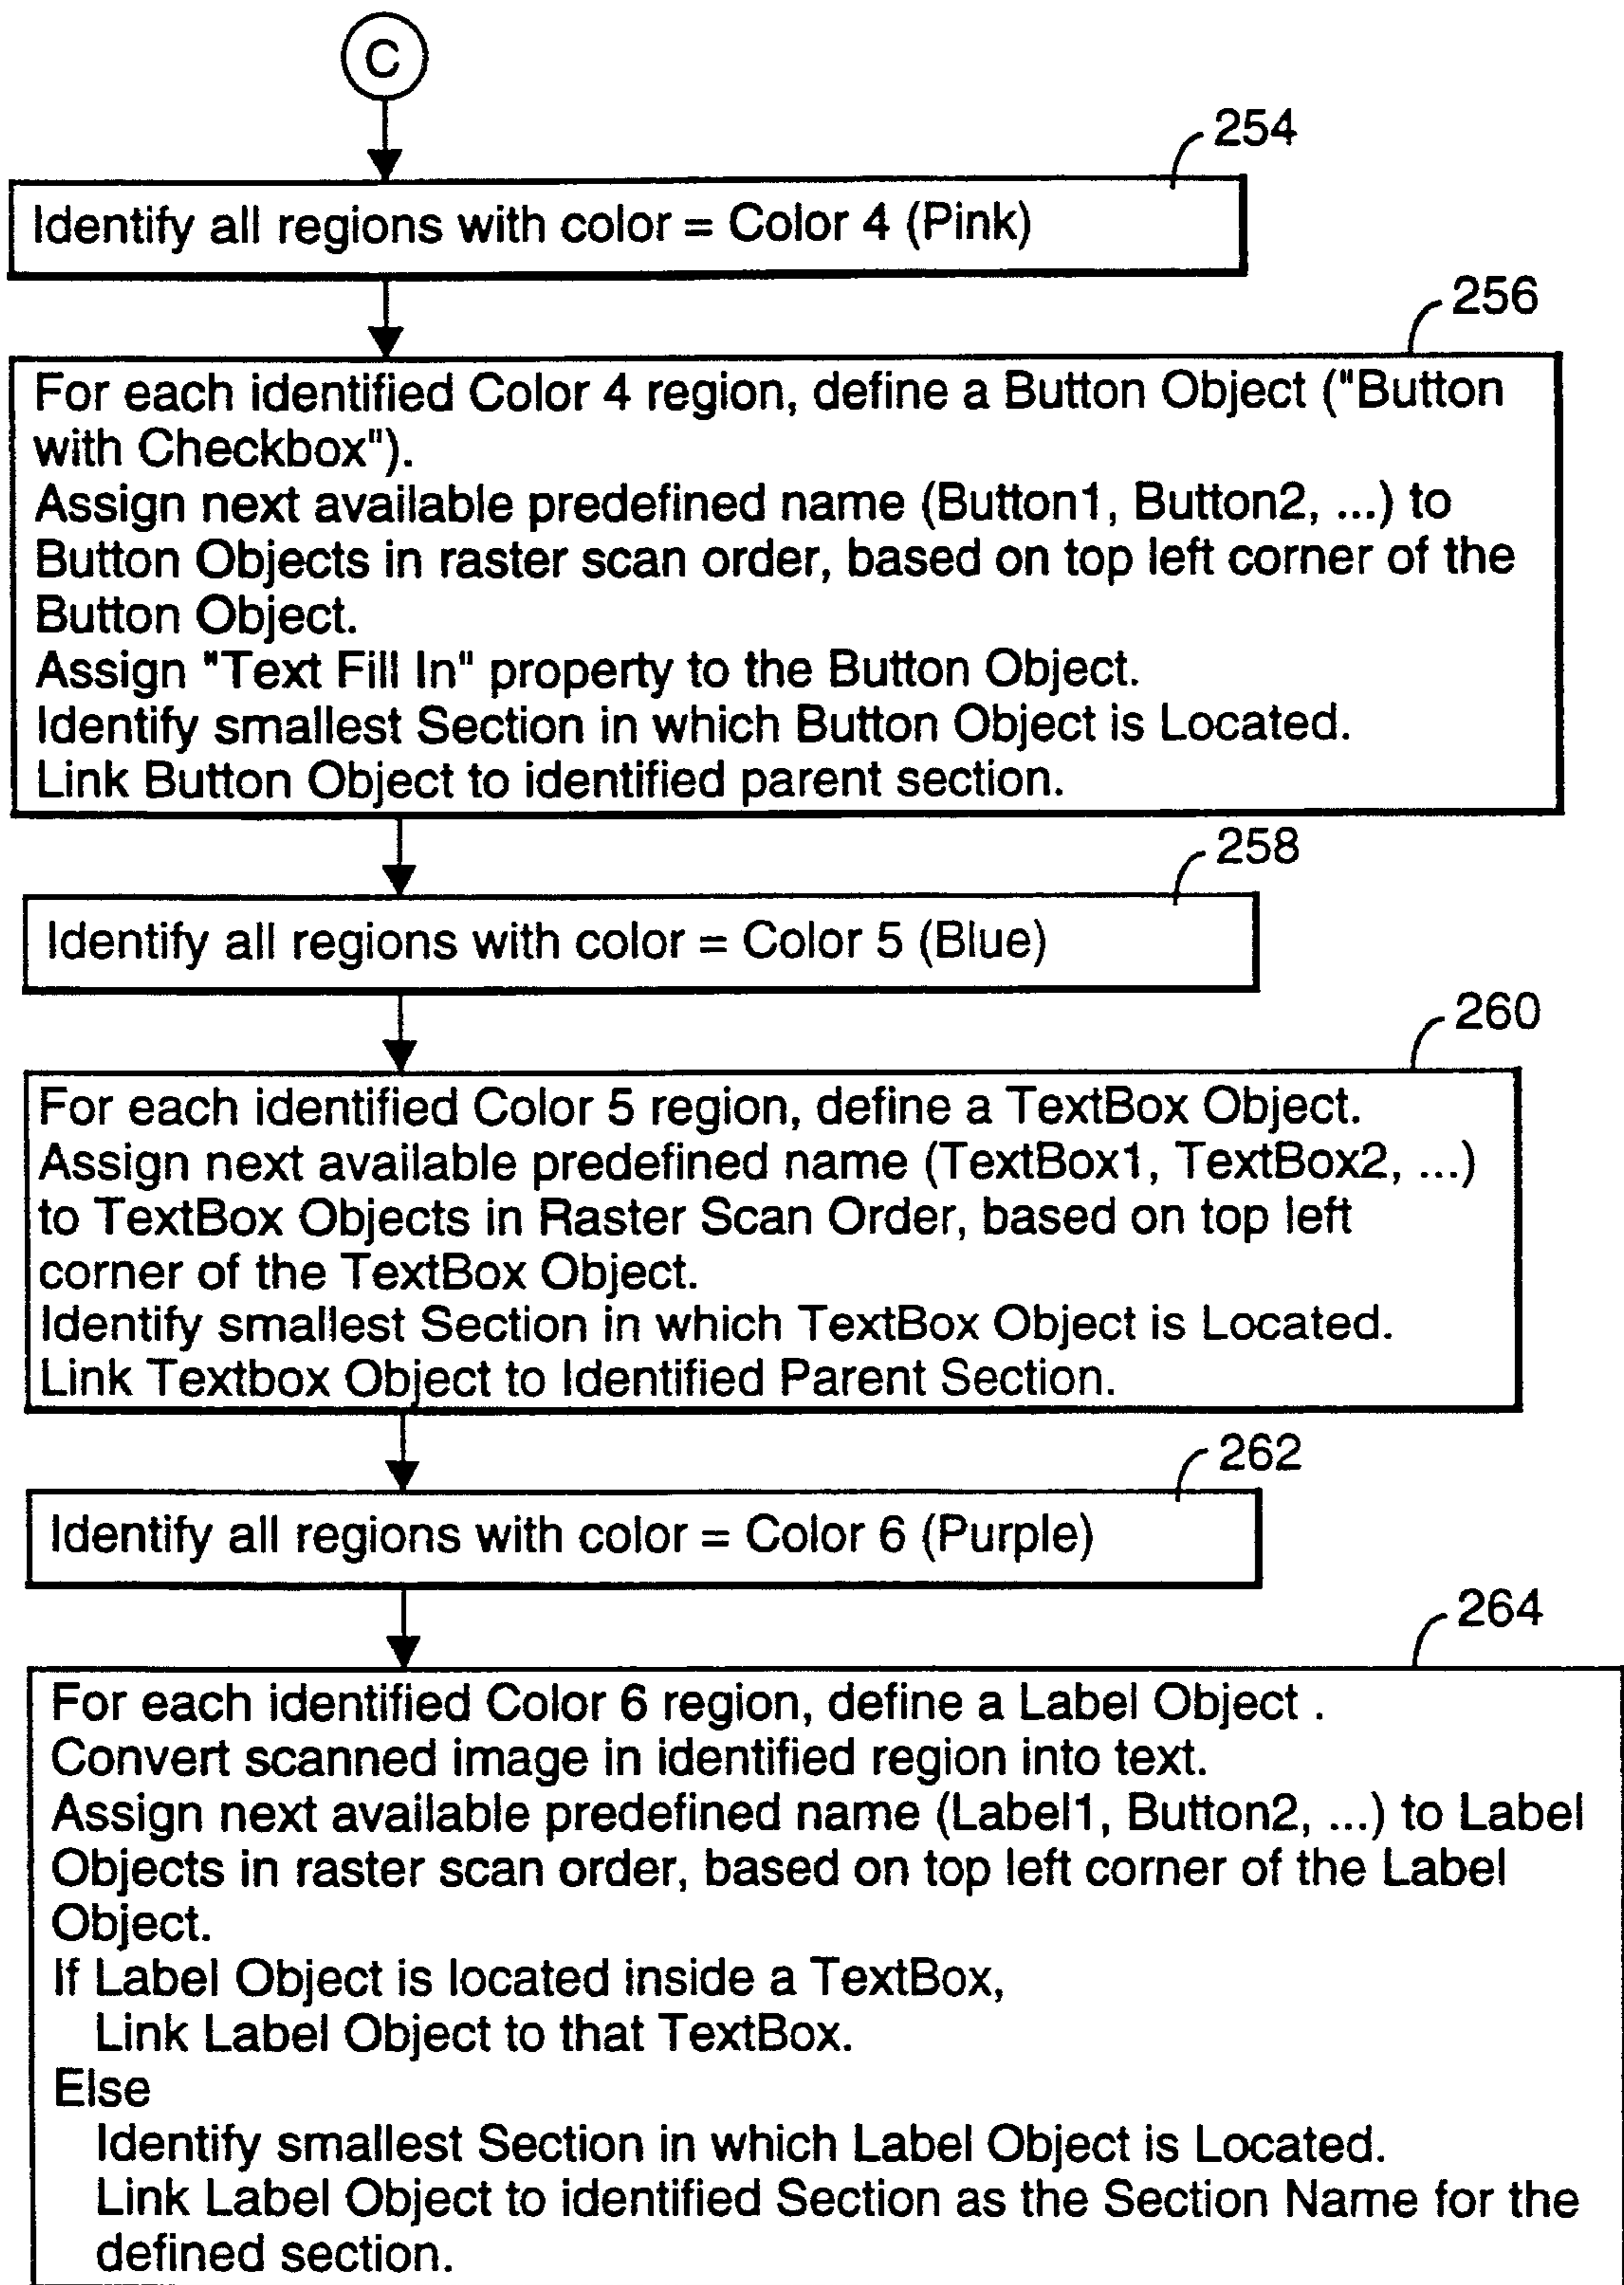 C
254
Identify all regions with color = Color 4 (Pink)
256
For each identified Color 4 region, define a Button Object ("Button
with Checkbox").
Assign next available predefined name (Button1, Button2, ...) to
Button Objects in raster scan order, based on top left corner of the
Button Object.
Assign "Text Fill In" property to the Button Object.
Identify smallest Section in which Button Object is Located.
Link Button Object to identified parent section.
258
Identify all regions with color = Color 5 (Blue)
260
For each identified Color 5 region, define a TextBox Object.
Assign next available predefined name (TextBox1, TextBox2, ...)
to TextBox Objects in Raster Scan Order, based on top left
corner of the TextBox Object.
Identify smallest Section in which TextBox Object is Located.
Link Textbox Object to Identified Parent Section.
262
Identify all regions with color = Color 6 (Purple)
264
For each identified Color 6 region, define a Label Object .
Convert scanned image in identified region into text.
Assign next available predefined name (Label1, Button2, ...) to Label
Objects in raster scan order, based on top left corner of the Label
Object.
If Label Object is located inside a TextBox,
Link Label Object to that TextBox.
Else
Identify smallest Section in which Label Object is Located.
Link Label Object to identified Section as the Section Name for the
defined section.